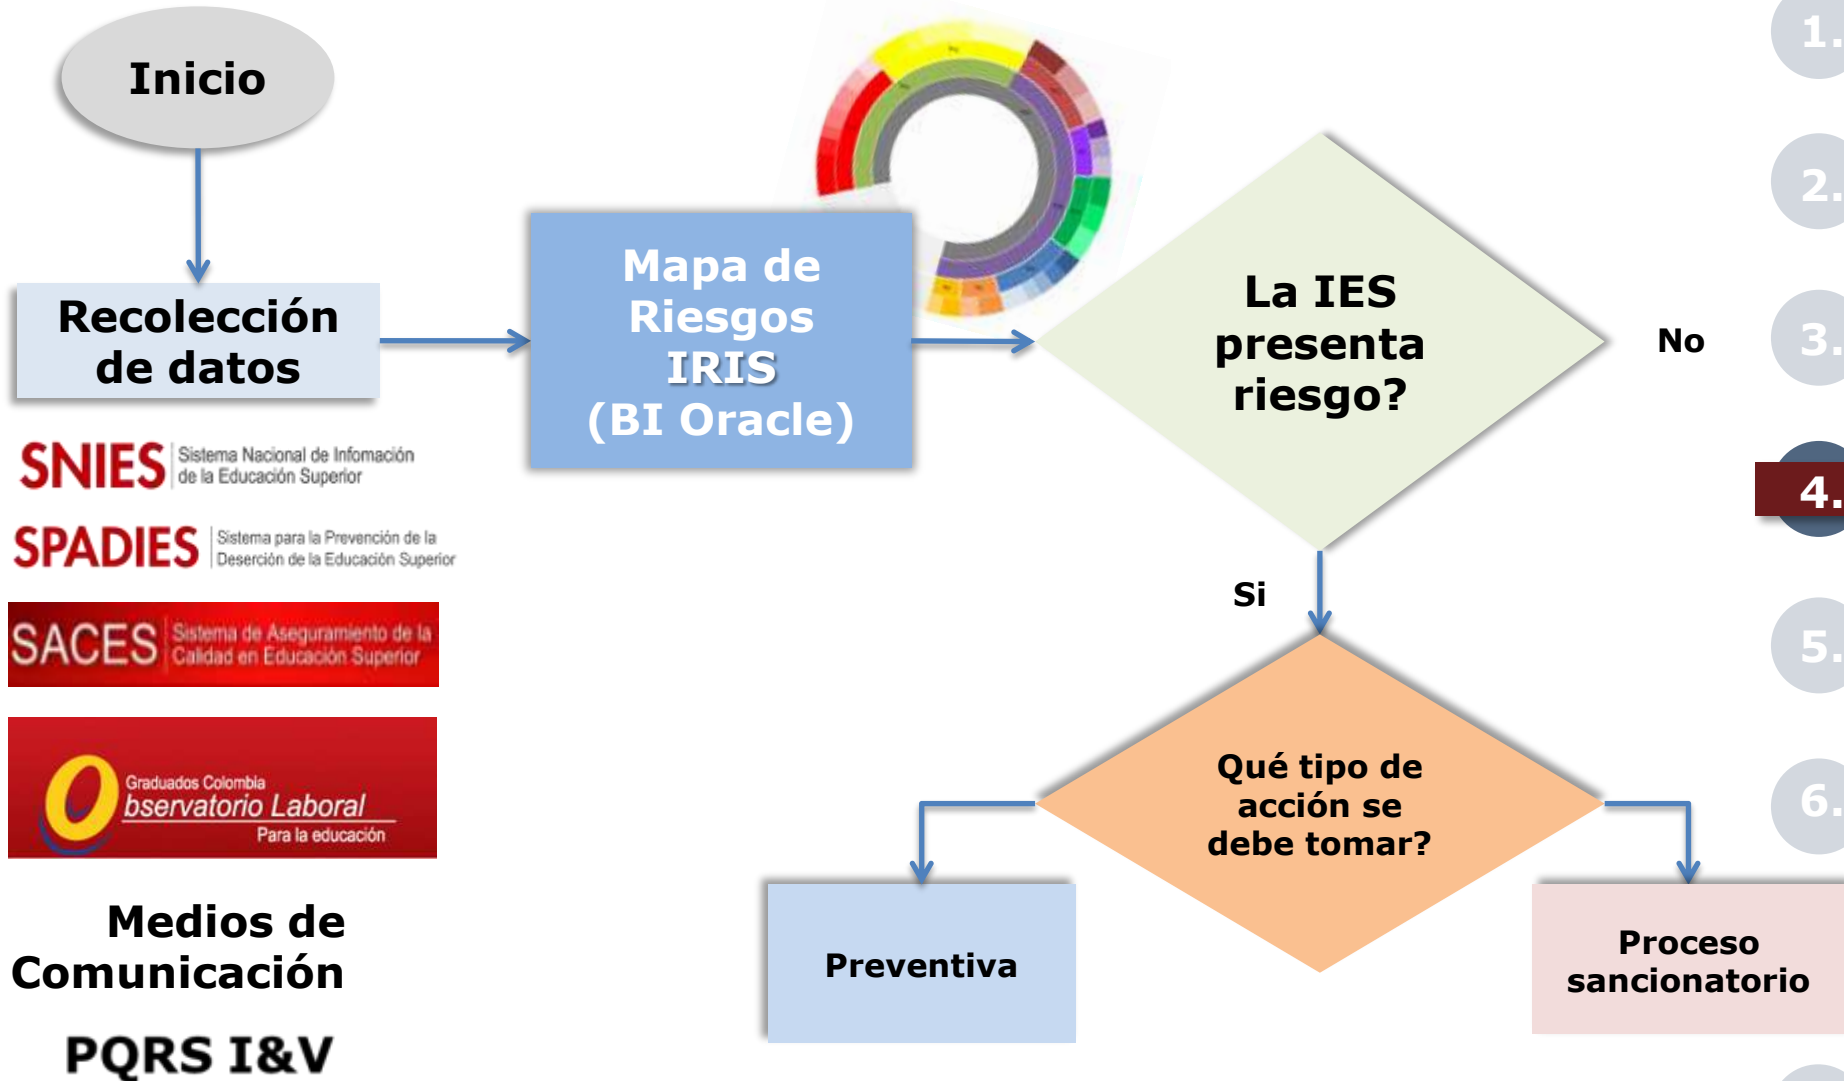 Inicio
Recolección
de datos
SNIES
Sistema Nacional de Infomación
de la Educación Superior
SPADIES
Sistema para la Prevención de la
Deserción de la Educación Superior
SACES
Sistema de Aseguramiento de la
Calidad en Educación Superior
Graduados Colombia
Observatorio Laboral
Para la educación
Medios de
Comunicación
PQRS I&V
Mapa de
Riesgos
IRIS
(BI Oracle)
La IES
presenta
riesgo?
No
Si
Qué tipo de
acción se
debe tomar?
Preventiva
Proceso
sancionatorio
1.
2.
3.
4.
5.
6.